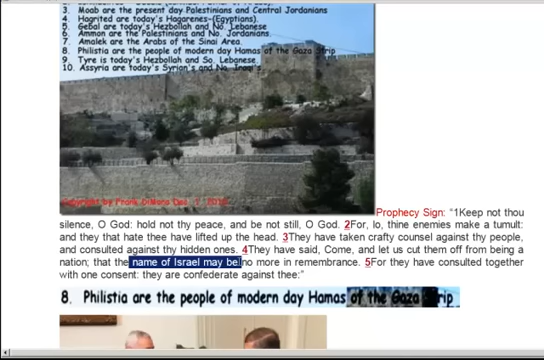 3. Moab are the present day Palestinians and Central Jordanians
4. Hagrited are today's Hagarenes-(Egyptians).
5. Gebal are today's Hezbollah and No. Lebanese
6. Ammon are the Palestinians and No. Jordanians.
7. Amalek are the Arabs of the Sinai Area.
8. Philistia are the people of modern day Hamas of the Gaza Strip
9. Tyre is today's Hezbollah and So. Lebanese
10. Assyria are today's Syrian's and No. Iraqi's
Copyright by Frank DiMora Dec.
Prophecy Sign: “1Keep not thou
silence, O God: hold not thy peace, and be not still, O God. 2For, lo, thine enemies make a tumult:
and they that hate thee have lifted up the head. 3They have taken crafty counsel against thy people,
and consulted against thy hidden ones. 4They have said, Come, and let us cut them off from being a
nation; that the name of Israel may be no more in remembrance. 5For they have consulted together
with one consent: they are confederate against thee:”
8. Philistia are the people of modern day Hamas of the Gaza Strip